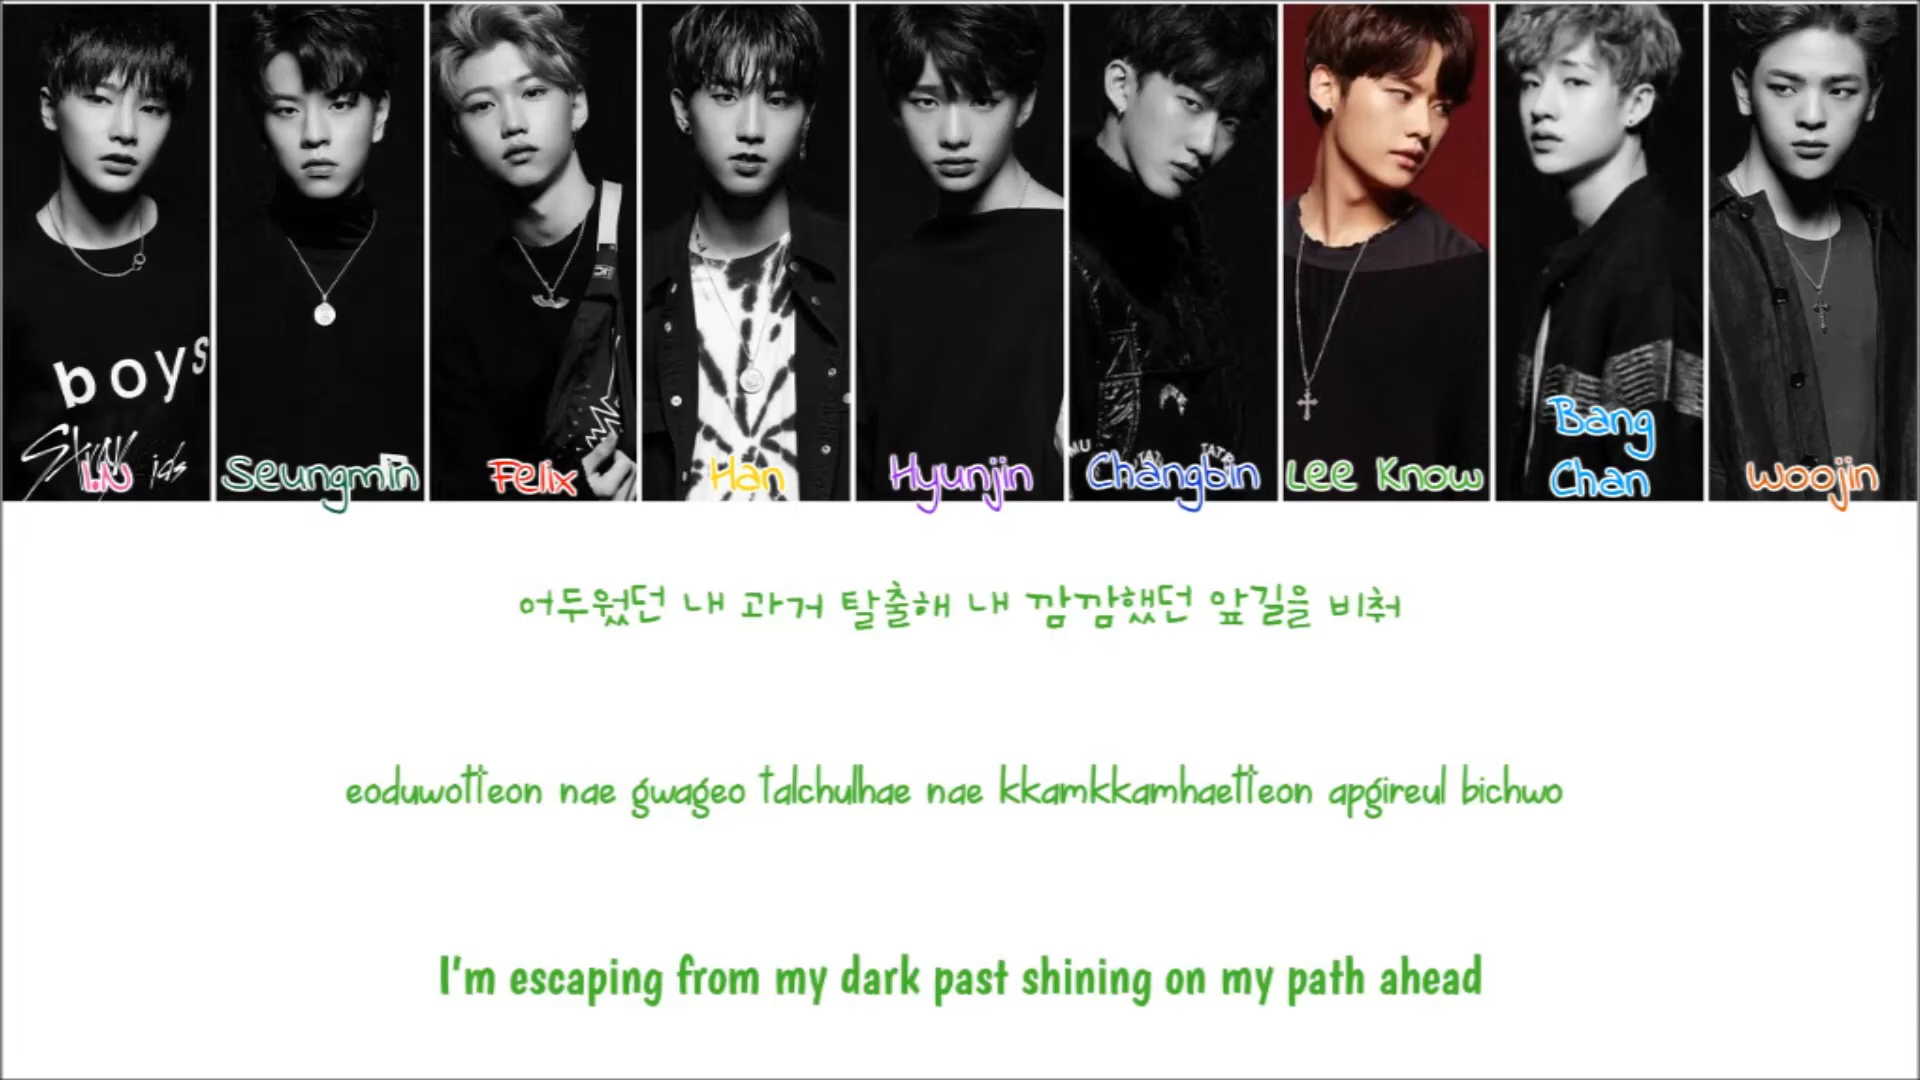 boys
Stray ids
I.N
Seungmin
Felix
Han
Hyunjin
Changbin
Lee Know
Bang
Chan
Woojin
어두웠던 내 과거 탈출해 내 깜깜했던 앞길을 비춰
eoduwotteon nae gwageo talchulhae nae kkamkkamhaetteon apgireul bichwo
I'm escaping from my dark past shining on my path ahead